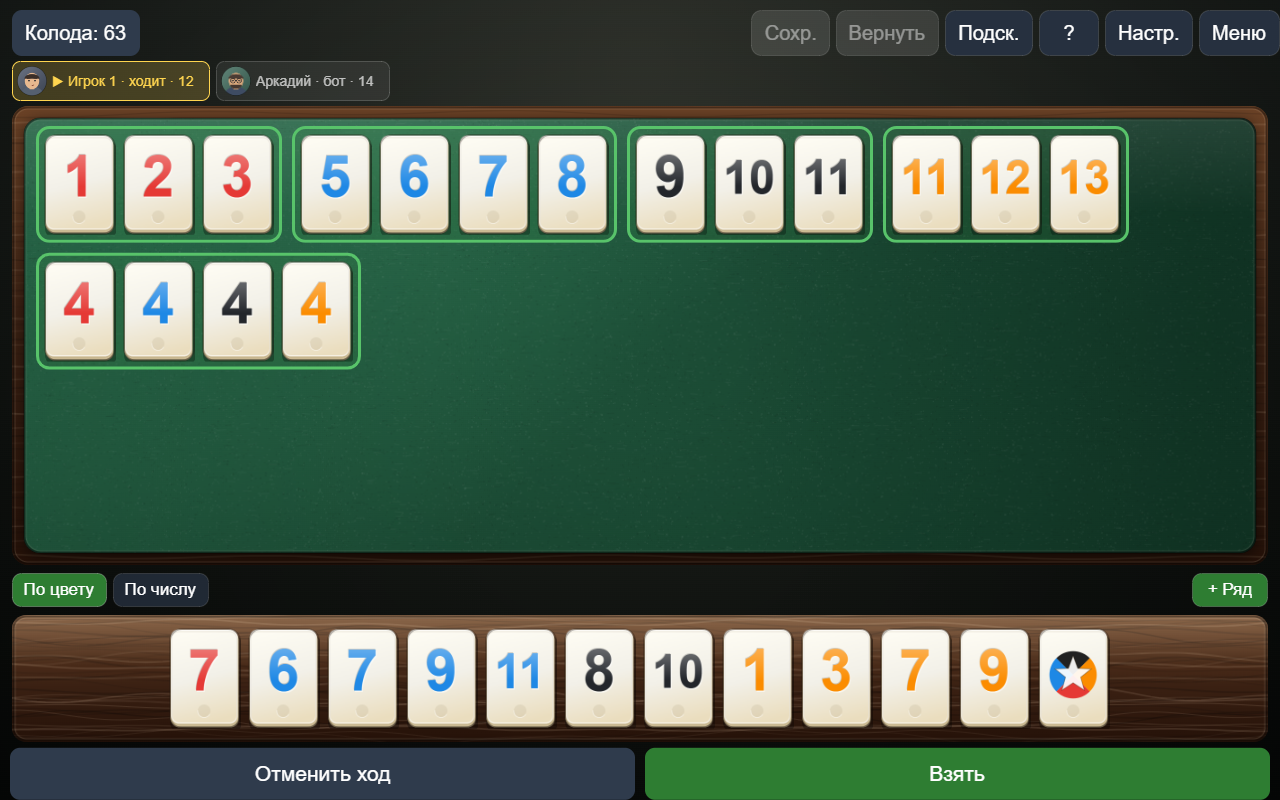 Колода: 63
Сохр.
Вернуть
Подск.
?
Настр.
Меню
▶ Игрок 1 · ходит · 12
Аркадий · бот · 14
1 2 3
5 6 7 8
9 10 11
11 12 13
4 4 4 4
По цвету
По числу
+ Ряд
7 6 7 9 11 8 10 1 3 7 9
Отменить ход
Взять